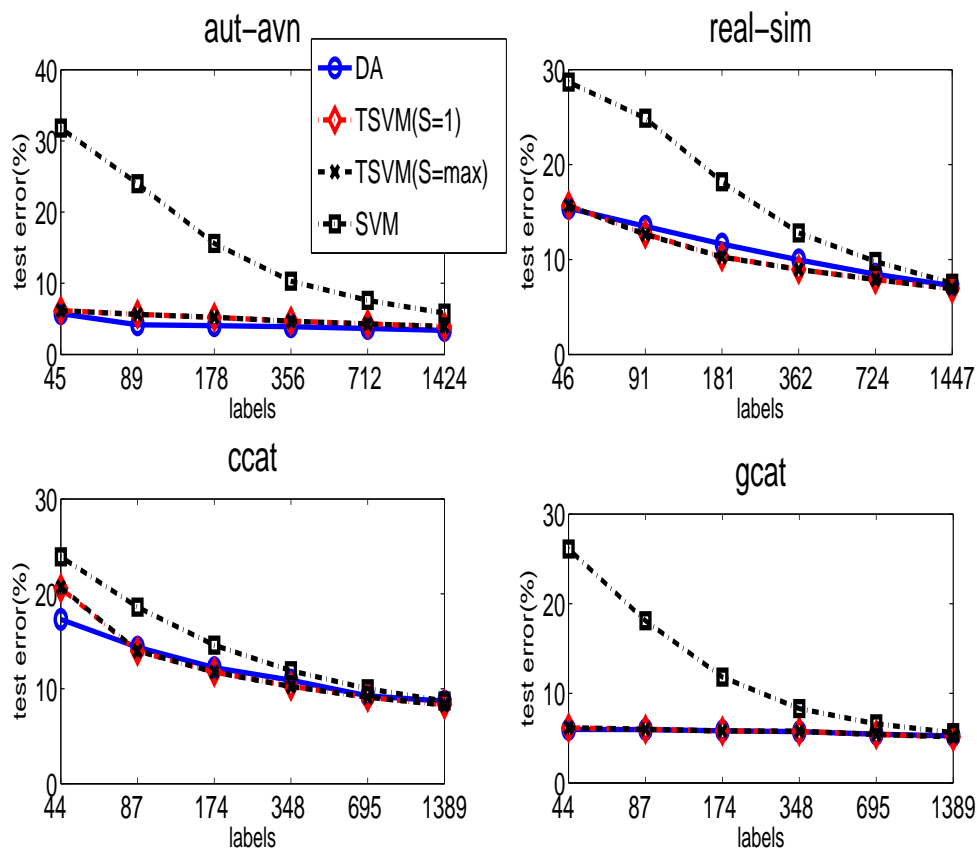 aut-avn
40
30
20
10
0
test error(%)
45 89 178 356 712 1424
labels
DA
TSVM(S=1)
TSVM(S=max)
SVM
real-sim
30
20
10
0
test error(%)
46 91 181 362 724 1447
labels
ccat
30
20
10
0
test error(%)
44 87 174 348 695 1389
labels
gcat
30
20
10
0
test error(%)
44 87 174 348 695 1389
labels